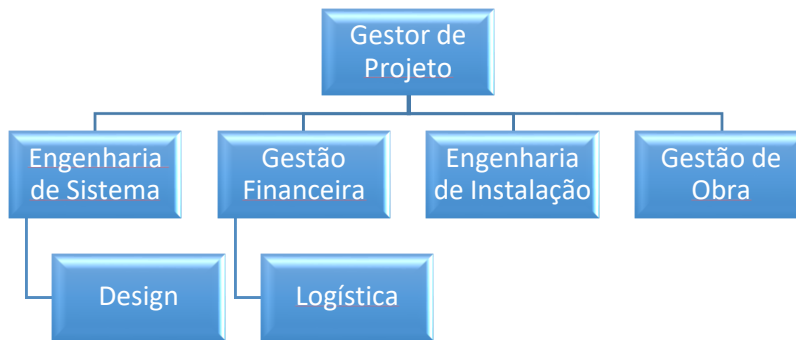 Gestor de
Projeto
Engenharia
de Sistema
Gestão
Financeira
Engenharia
de Instalação
Gestão de
Obra
Design
Logística